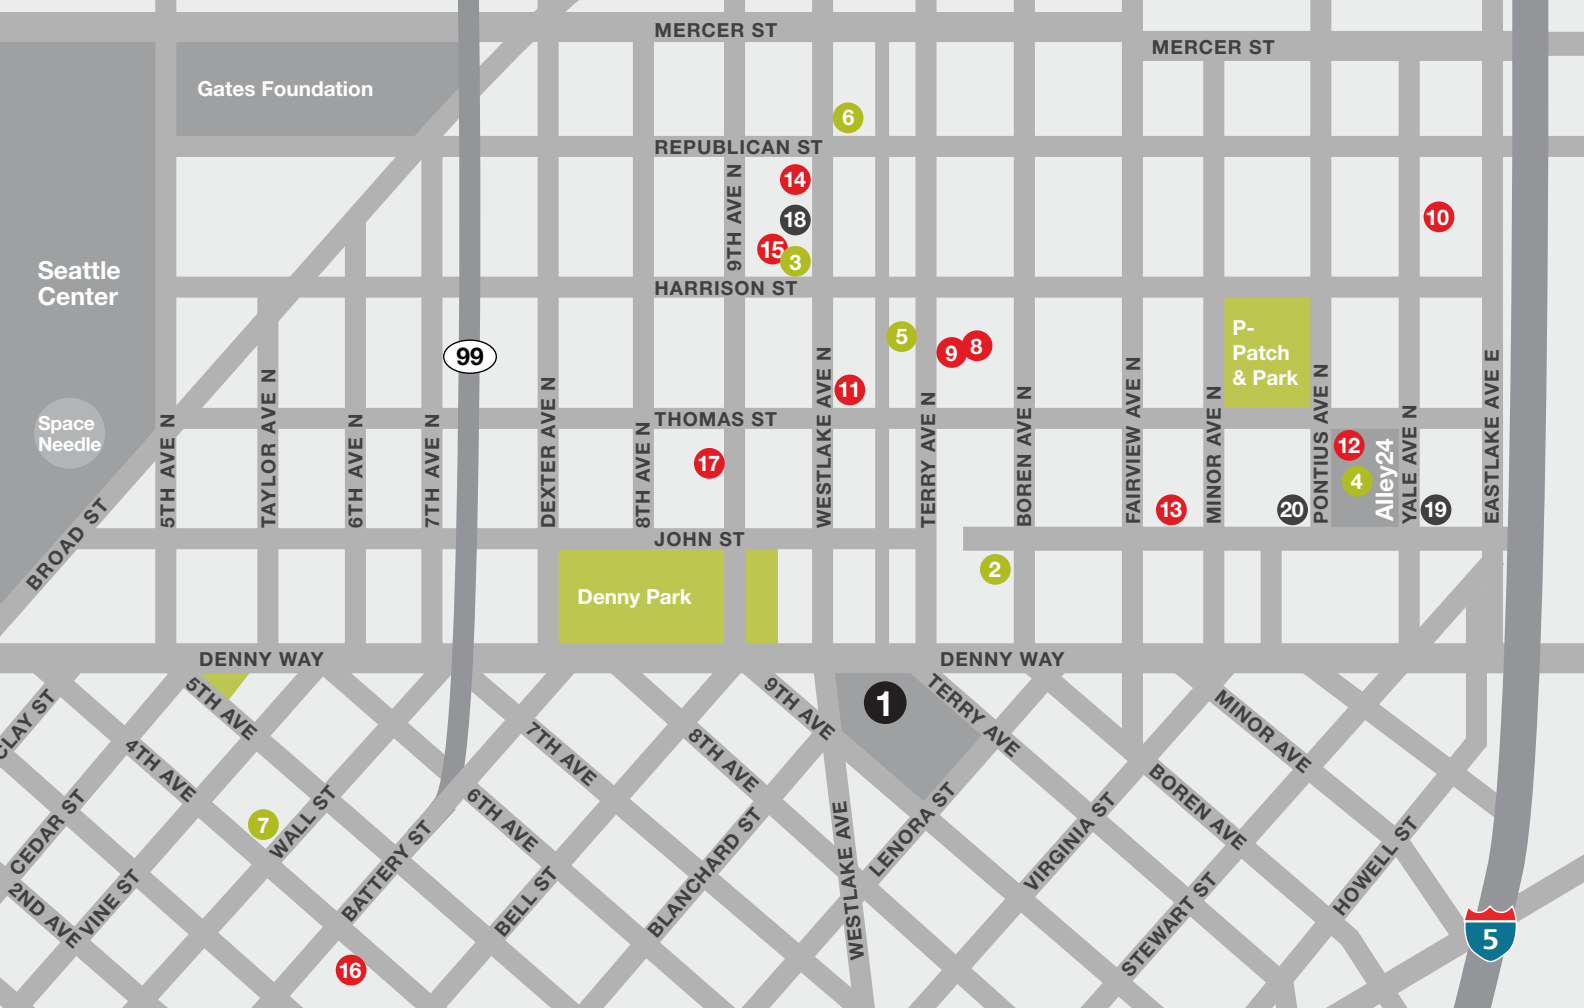 MERCER ST
MERCER ST
Gates Foundation
6
REPUBLICAN ST
9TH AVE N
14
18
15
3
10
Seattle
Center
HARRISON ST
P-
Patch
& Park
5
9
8
99
11
WESTLAKE AVE N
Space
Needle
THOMAS ST
5TH AVE N
TAYLOR AVE N
6TH AVE N
7TH AVE N
DEXTER AVE N
8TH AVE N
17
TERRY AVE N
BOREN AVE N
FAIRVIEW AVE N
MINOR AVE N
PONTIUS AVE N
YALE AVE N
EASTLAKE AVE E
12
4
Alley24
13
20
19
BROAD ST
JOHN ST
2
Denny Park
DENNY WAY
DENNY WAY
1
CLAY ST
5TH AVE
4TH AVE
9TH AVE
TERRY AVE
MINOR AVE
7TH AVE
8TH AVE
7
WALL ST
6TH AVE
CEDAR ST
2ND AVE
VINE ST
BATTERY ST
BELL ST
BLANCHARD ST
WESTLAKE AVE
LENORA ST
VIRGINIA ST
BOREN AVE
STEWART ST
HOWELL ST
16
5